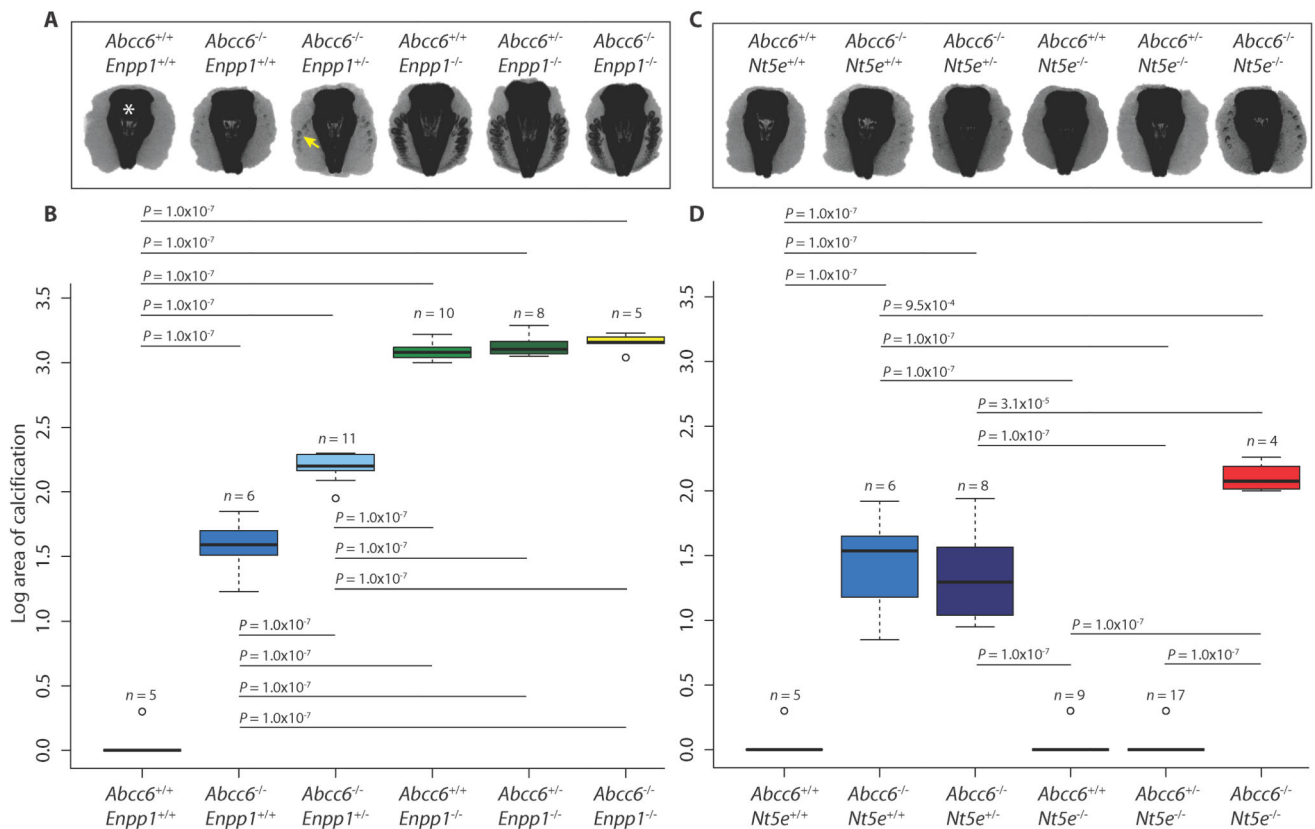 A
Abcc6+/+ Abcc6-/- Abcc6-/- Abcc6+/+ Abcc6+/- Abcc6-/-
Enpp1+/+ Enpp1+/+ Enpp1+/- Enpp1-/- Enpp1-/- Enpp1-/-
*
B
P = 1.0x10-7
P = 1.0x10-7
P = 1.0x10-7
P = 1.0x10-7
P = 1.0x10-7
Log area of calcification
3.5
3.0
2.5
2.0
1.5
1.0
0.5
0.0
n = 10
n = 8
n = 5
n = 11
n = 6
P = 1.0x10-7
P = 1.0x10-7
P = 1.0x10-7
P = 1.0x10-7
P = 1.0x10-7
P = 1.0x10-7
P = 1.0x10-7
n = 5
Abcc6+/+ Abcc6-/- Abcc6-/- Abcc6+/+ Abcc6+/- Abcc6-/-
Enpp1+/+ Enpp1+/+ Enpp1+/- Enpp1-/- Enpp1-/- Enpp1-/-
C
Abcc6+/+ Abcc6-/- Abcc6-/- Abcc6+/+ Abcc6+/- Abcc6-/-
Nt5e+/+ Nt5e+/+ Nt5e+/- Nt5e-/- Nt5e-/- Nt5e-/-
D
P = 1.0x10-7
P = 1.0x10-7
P = 1.0x10-7
P = 9.5x10-4
P = 1.0x10-7
P = 1.0x10-7
P = 3.1x10-5
P = 1.0x10-7
3.5
3.0
2.5
2.0
1.5
1.0
0.5
0.0
n = 4
n = 6
n = 8
P = 1.0x10-7
P = 1.0x10-7
P = 1.0x10-7
n = 5
n = 9
n = 17
Abcc6+/+ Abcc6-/- Abcc6-/- Abcc6+/+ Abcc6+/- Abcc6-/-
Nt5e+/+ Nt5e+/+ Nt5e+/- Nt5e-/- Nt5e-/- Nt5e-/-